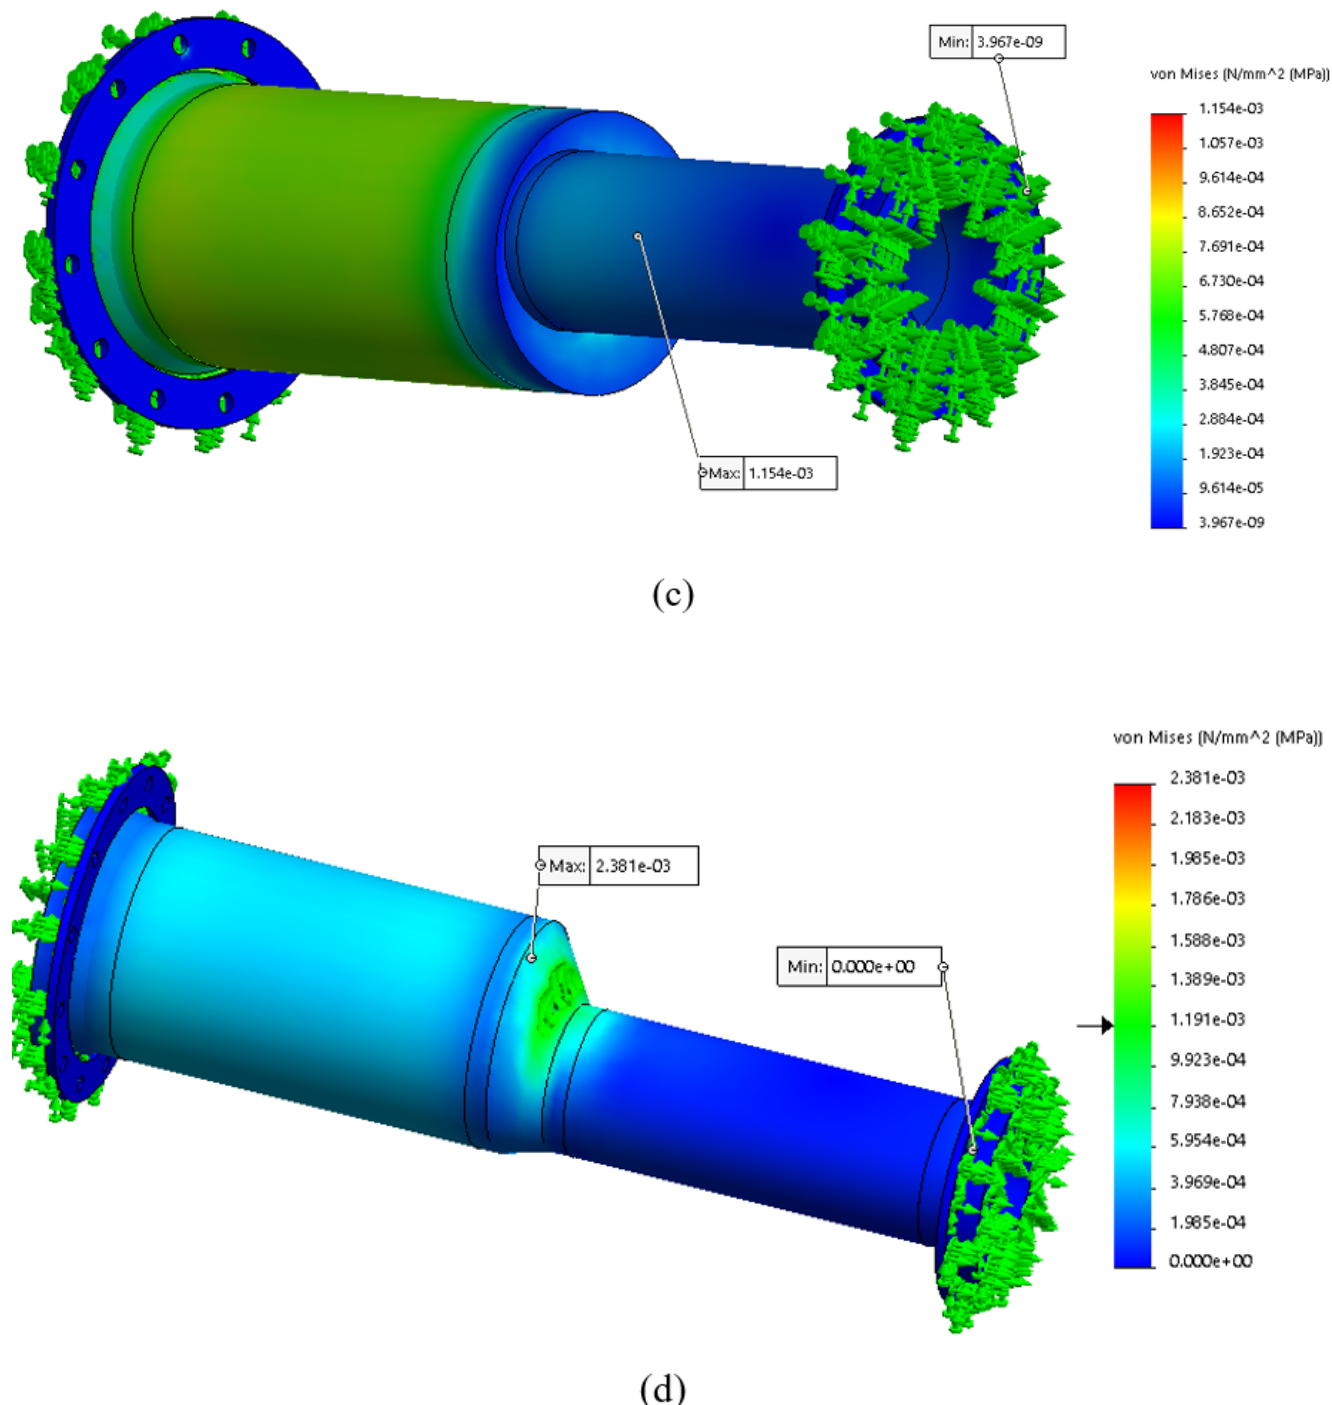 Min: 3.967e-09
von Mises (N/mm^2 (MPa))
1.154e-03
1.057e-03
9.614e-04
8.652e-04
7.691e-04
6.730e-04
5.768e-04
4.807e-04
3.845e-04
2.884e-04
1.923e-04
9.614e-05
3.967e-09
Max: 1.154e-03
(c)
von Mises (N/mm^2 (MPa))
2.381e-03
2.183e-03
1.985e-03
1.786e-03
1.588e-03
1.389e-03
1.191e-03
9.923e-04
7.938e-04
5.954e-04
3.969e-04
1.985e-04
0.000e+00
Max: 2.381e-03
Min: 0.000e+00
(d)